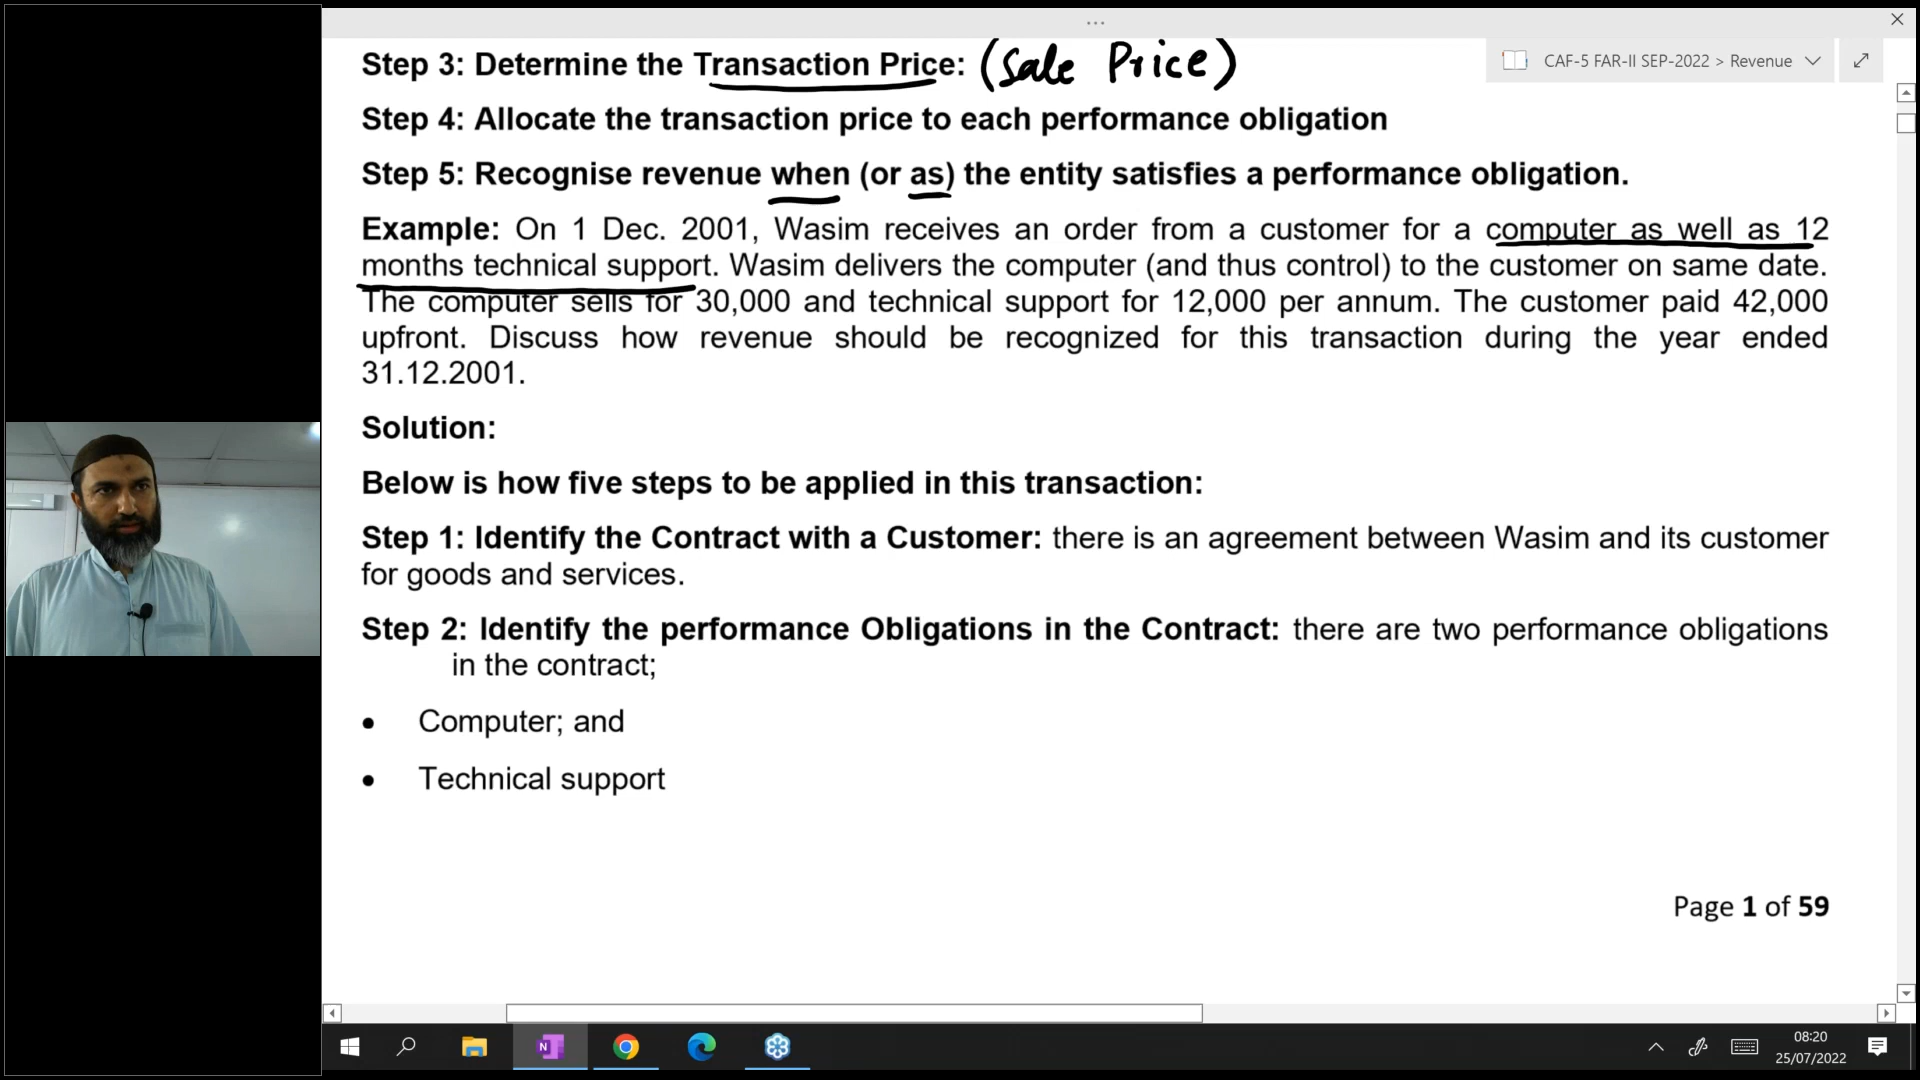 Step 3: Determine the Transaction Price: (Sale Price)
CAF-5 FAR-II SEP-2022 > Revenue
Step 4: Allocate the transaction price to each performance obligation
Step 5: Recognise revenue when (or as) the entity satisfies a performance obligation.
Example: On 1 Dec. 2001, Wasim receives an order from a customer for a computer as well as 12
months technical support. Wasim delivers the computer (and thus control) to the customer on same date.
The computer sells for 30,000 and technical support for 12,000 per annum. The customer paid 42,000
upfront. Discuss how revenue should be recognized for this transaction during the year ended
31.12.2001.
Solution:
Below is how five steps to be applied in this transaction:
Step 1: Identify the Contract with a Customer: there is an agreement between Wasim and its customer
for goods and services.
Step 2: Identify the performance Obligations in the Contract: there are two performance obligations
in the contract;
• Computer; and
• Technical support
Page 1 of 59
08:20
25/07/2022